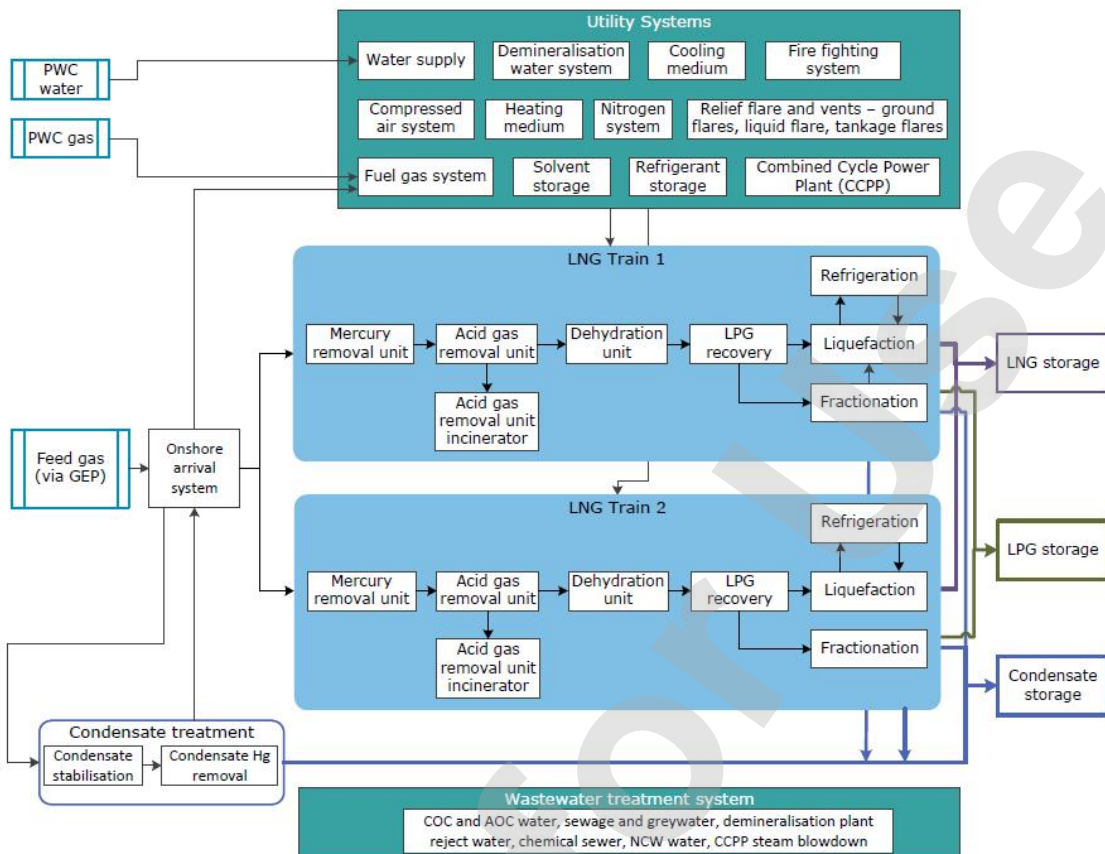 Utility Systems
PWC
water
Water supply
Demineralisation
water system
Cooling
medium
Fire fighting
system
PWC gas
Compressed
air system
Heating
medium
Nitrogen
system
Relief flare and vents – ground
flares, liquid flare, tankage flares
Fuel gas system
Solvent
storage
Refrigerant
storage
Combined Cycle Power
Plant (CCPP)
LNG Train 1
Refrigeration
Mercury
removal unit
Acid gas
removal unit
Dehydration
unit
LPG
recovery
Liquefaction
Acid gas
removal unit
incinerator
Fractionation
LNG storage
Feed gas
(via GEP)
Onshore
arrival
system
LNG Train 2
Refrigeration
Mercury
removal unit
Acid gas
removal unit
Dehydration
unit
LPG
recovery
Liquefaction
Acid gas
removal unit
incinerator
Fractionation
LPG storage
Condensate
storage
Condensate treatment
Condensate
stabilisation
Condensate Hg
removal
Wastewater treatment system
COC and AOC water, sewage and greywater, demineralisation plant
reject water, chemical sewer, NCW water, CCPP steam blowdown
for Use